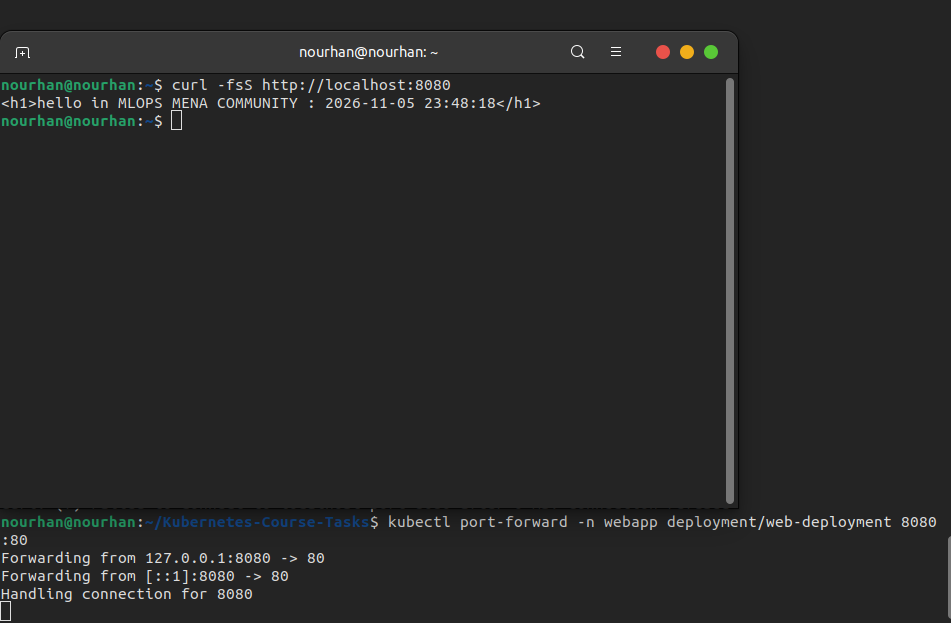 nourhan@nourhan: ~
nourhan@nourhan:~$ curl -fsS http://localhost:8080
<h1>hello in MLOPS MENA COMMUNITY : 2026-11-05 23:48:18</h1>
nourhan@nourhan:~$
nourhan@nourhan:~/Kubernetes-Course-Tasks$ kubectl port-forward -n webapp deployment/web-deployment 8080
:80
Forwarding from 127.0.0.1:8080 -> 80
Forwarding from [::1]:8080 -> 80
Handling connection for 8080